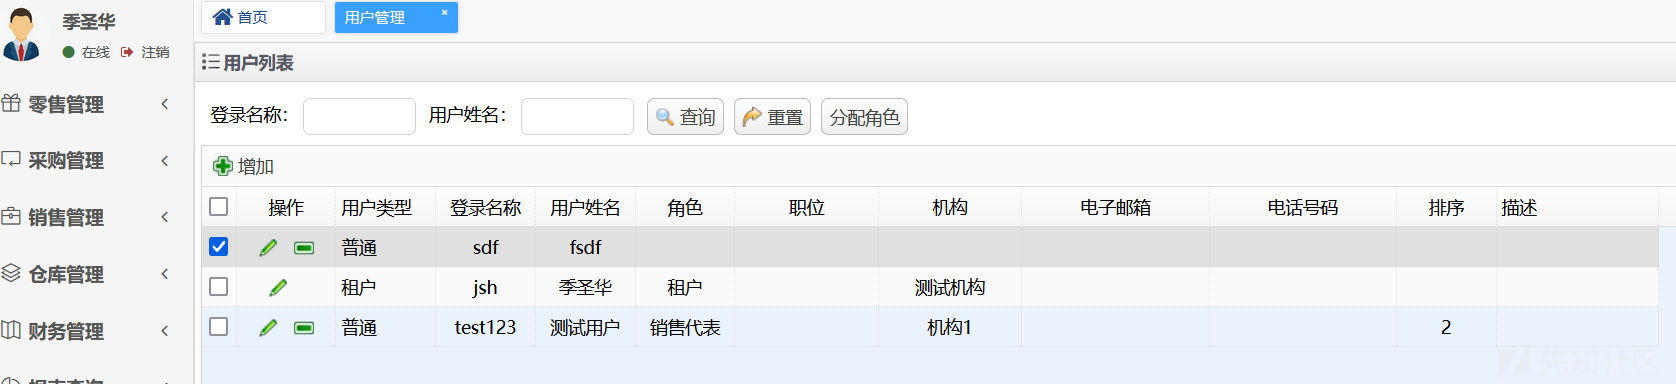 季圣华
在线 注销
首页 用户管理
零售管理
采购管理
销售管理
仓库管理
财务管理
报表查询
用户列表
登录名称： 用户姓名： 查询 重置 分配角色
增加
操作 用户类型 登录名称 用户姓名 角色 职位 机构 电子邮箱 电话号码 排序 描述
普通 sdf fsdf
租户 jsh 季圣华 租户 测试机构
普通 test123 测试用户 销售代表 机构1 2
先知社区